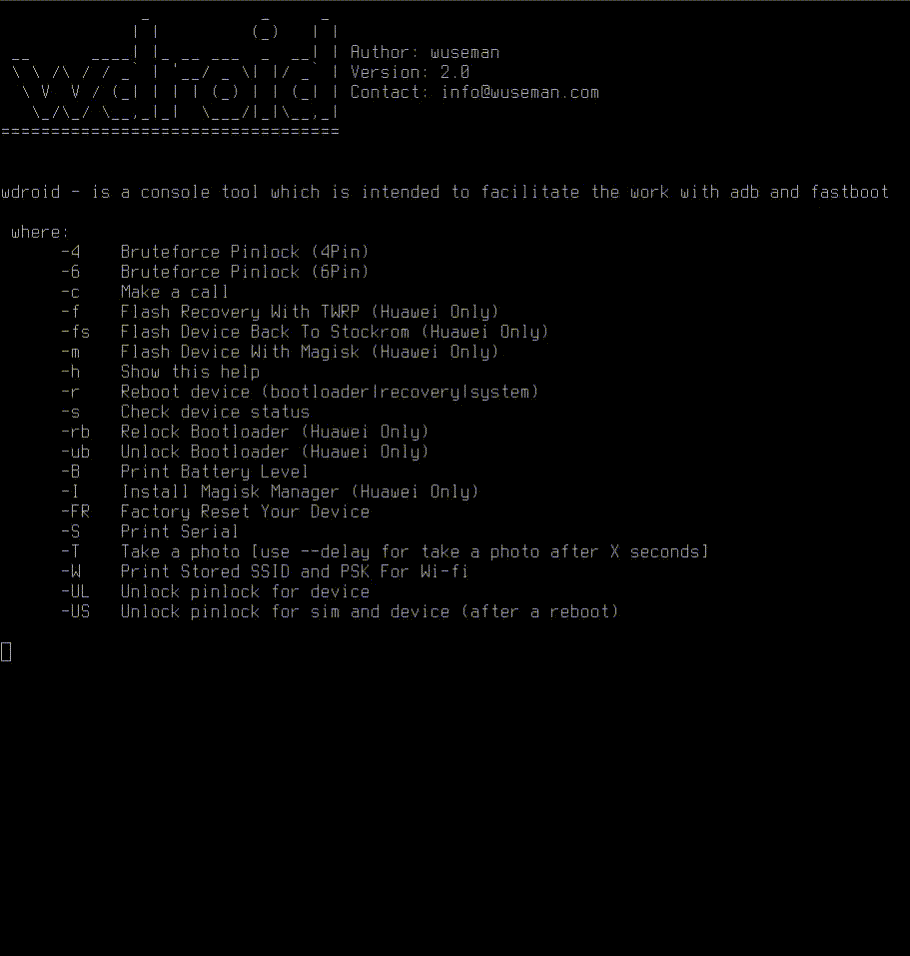 wdroid
Author: wuseman
Version: 2.0
Contact: info@wuseman.com
==================================
wdroid - is a console tool which is intended to facilitate the work with adb and fastboot
where:
-4 Bruteforce Pinlock (4Pin)
-6 Bruteforce Pinlock (6Pin)
-c Make a call
-f Flash Recovery With TWRP (Huawei Only)
-fs Flash Device Back To Stockrom (Huawei Only)
-m Flash Device With Magisk (Huawei Only)
-h Show this help
-r Reboot device (bootloader|recovery|system)
-s Check device status
-rb Relock Bootloader (Huawei Only)
-ub Unlock Bootloader (Huawei Only)
-B Print Battery Level
-I Install Magisk Manager (Huawei Only)
-FR Factory Reset Your Device
-S Print Serial
-T Take a photo [use --delay for take a photo after X seconds]
-W Print Stored SSID and PSK For Wi-fi
-UL Unlock pinlock for device
-US Unlock pinlock for sim and device (after a reboot)